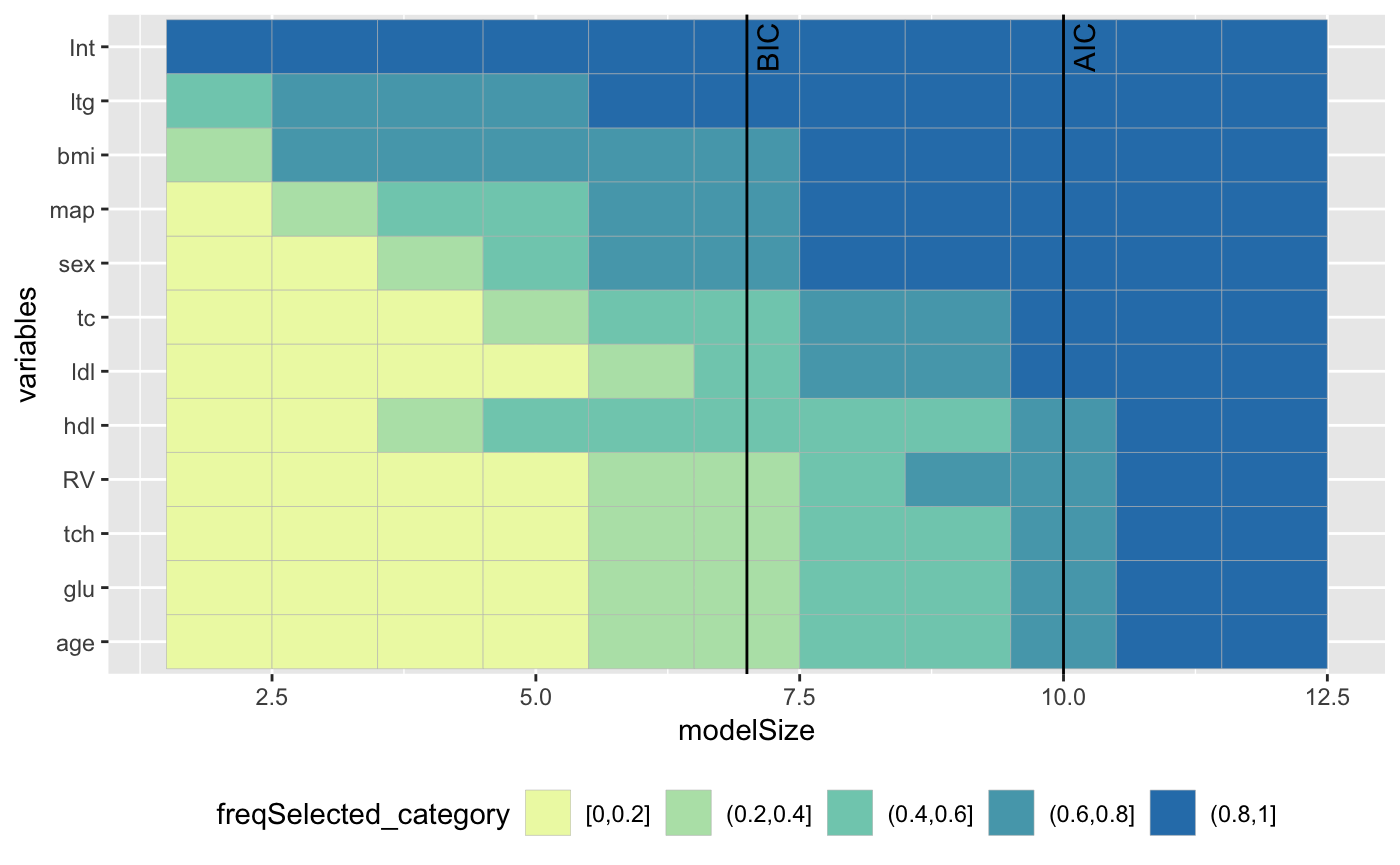 BIC
AIC
Int
ltg
bmi
map
sex
tc
ldl
hdl
RV
tch
glu
age
variables
2.5 5.0 7.5 10.0 12.5
modelSize
freqSelected_category [0,0.2] (0.2,0.4] (0.4,0.6] (0.6,0.8] (0.8,1]